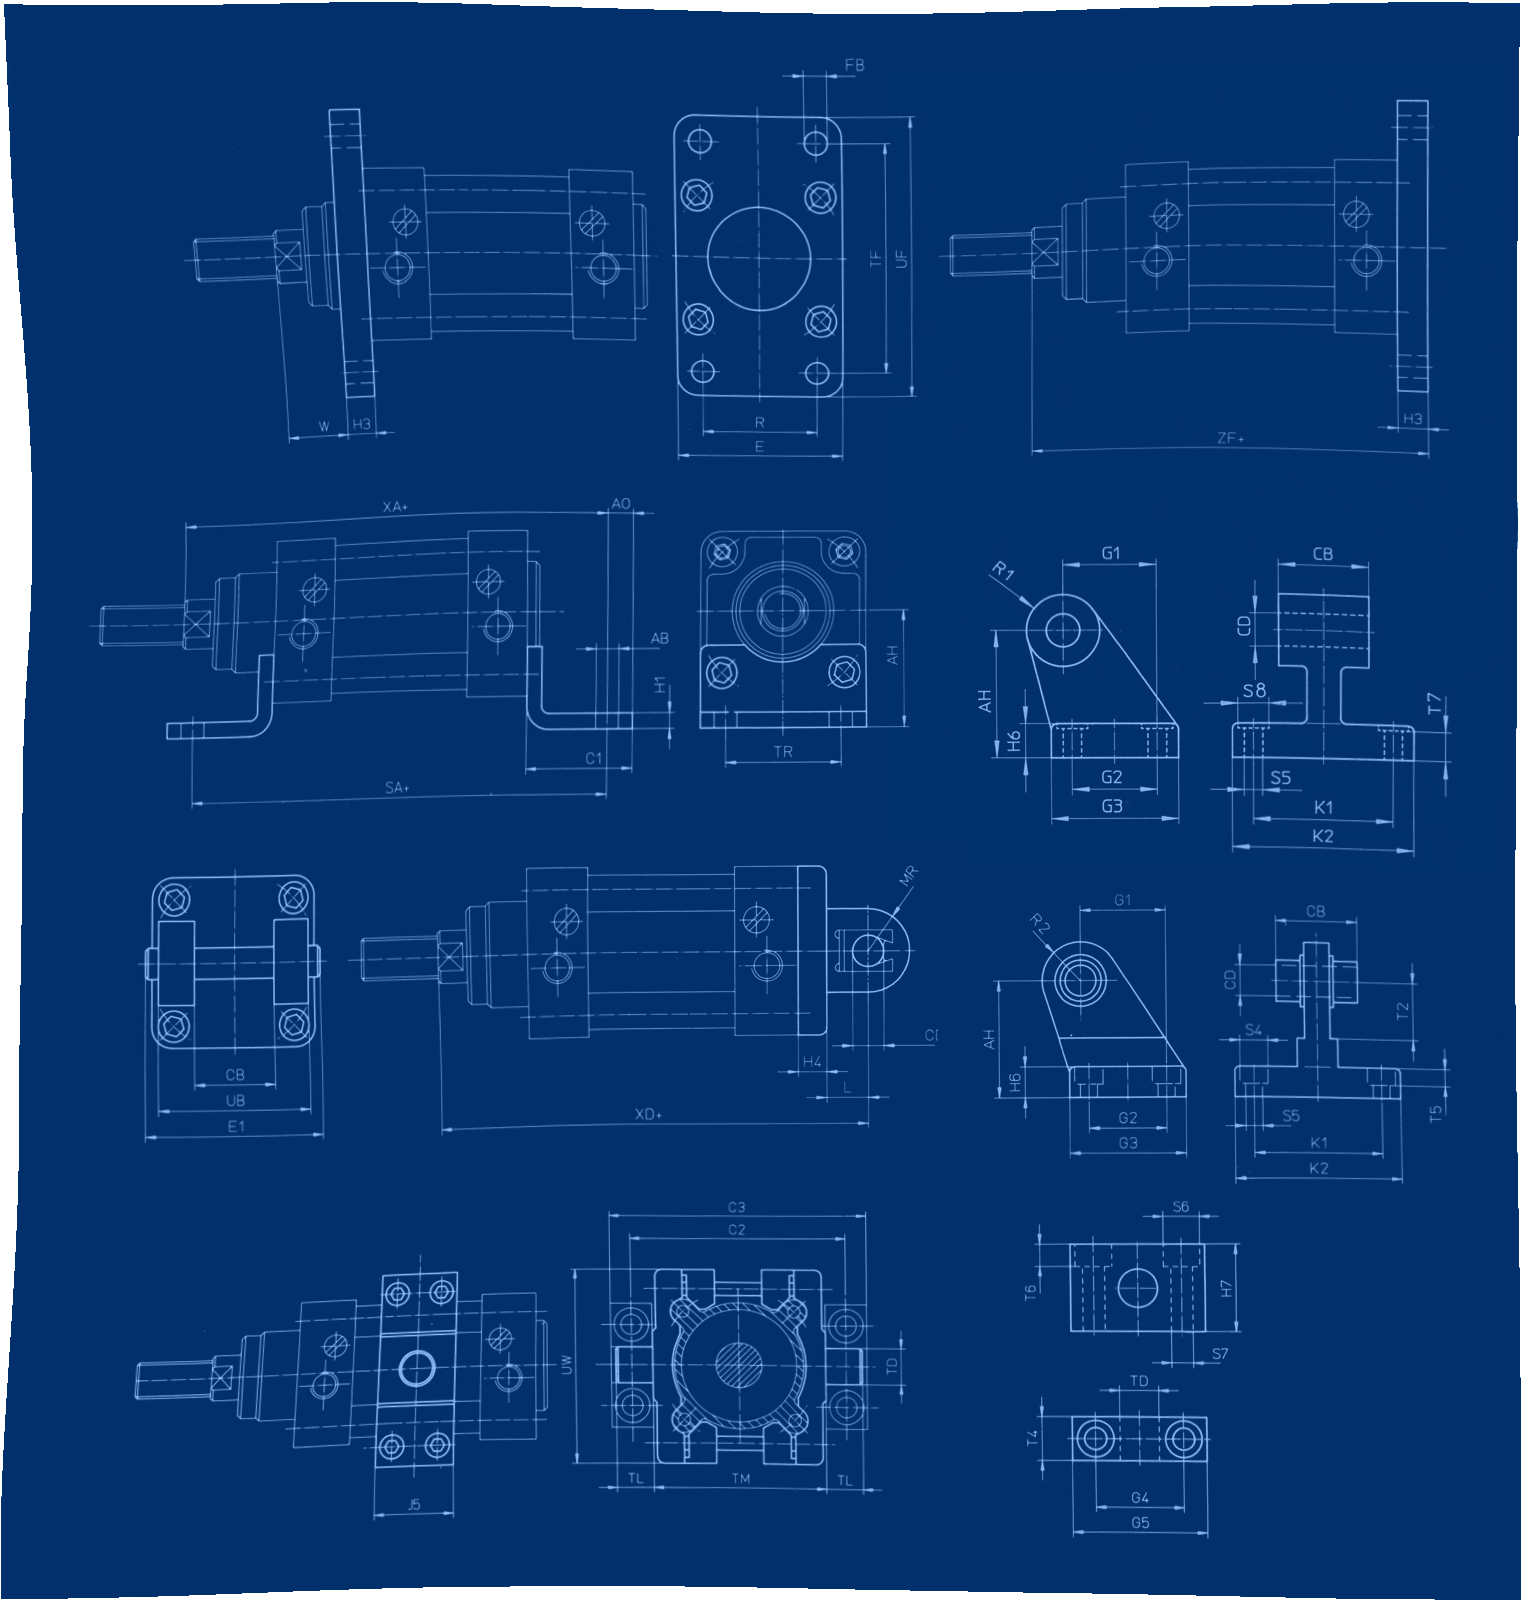 FB
TF
UF
W
H3
R
E
H3
ZF+
XA+
AO
AB
H1
AH
C1
TR
SA+
R1
G1
CB
CD
AH
S8
T7
H6
G2
S5
G3
K1
K2
MR
H4
L
XD+
CB
UB
E1
R2
G1
CB
CD
AH
T2
S4
H6
T5
G2
S5
G3
K1
K2
C3
C2
UW
TD
TL
TM
TL
J5
S6
T6
H7
S7
TD
T4
G4
G5